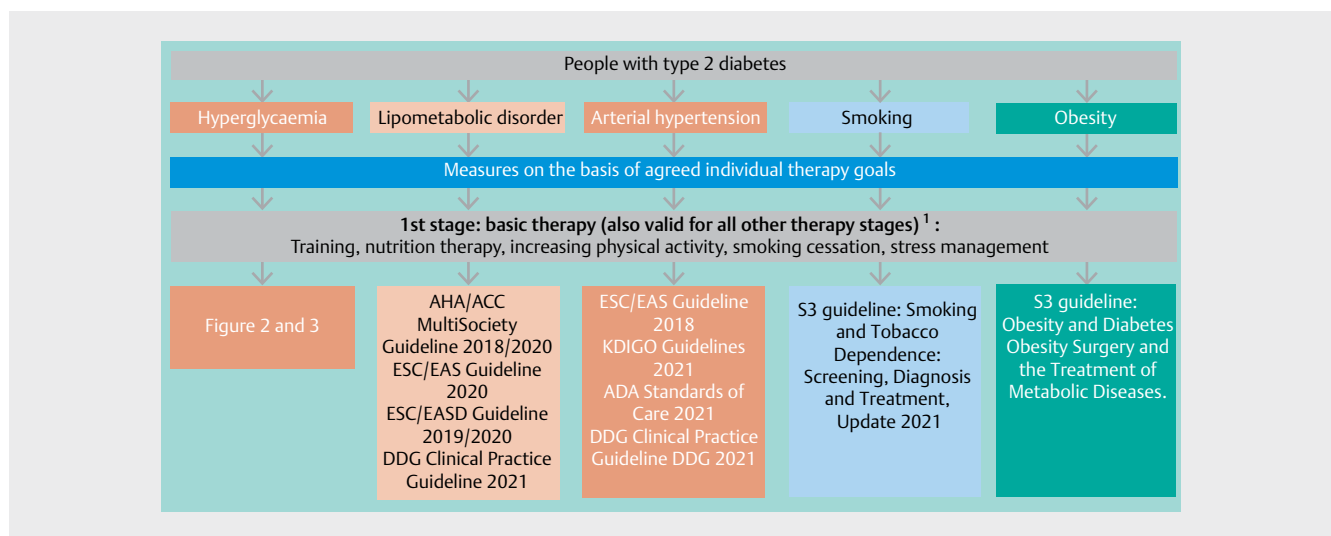 People with type 2 diabetes
Hyperglycaemia
Lipometabolic disorder
Arterial hypertension
Smoking
Obesity
Measures on the basis of agreed individual therapy goals
1st stage: basic therapy (also valid for all other therapy stages) 1 :
Training, nutrition therapy, increasing physical activity, smoking cessation, stress management
Figure 2 and 3
AHA/ACC
MultiSociety
Guideline 2018/2020
ESC/EAS Guideline
2020
ESC/EASD Guideline
2019/2020
DDG Clinical Practice
Guideline 2021
ESC/EAS Guideline
2018
KDIGO Guidelines
2021
ADA Standards of
Care 2021
DDG Clinical Practice
Guideline DDG 2021
S3 guideline: Smoking
and Tobacco
Dependence:
Screening, Diagnosis
and Treatment,
Update 2021
S3 guideline:
Obesity and Diabetes
Obesity Surgery and
the Treatment of
Metabolic Diseases.